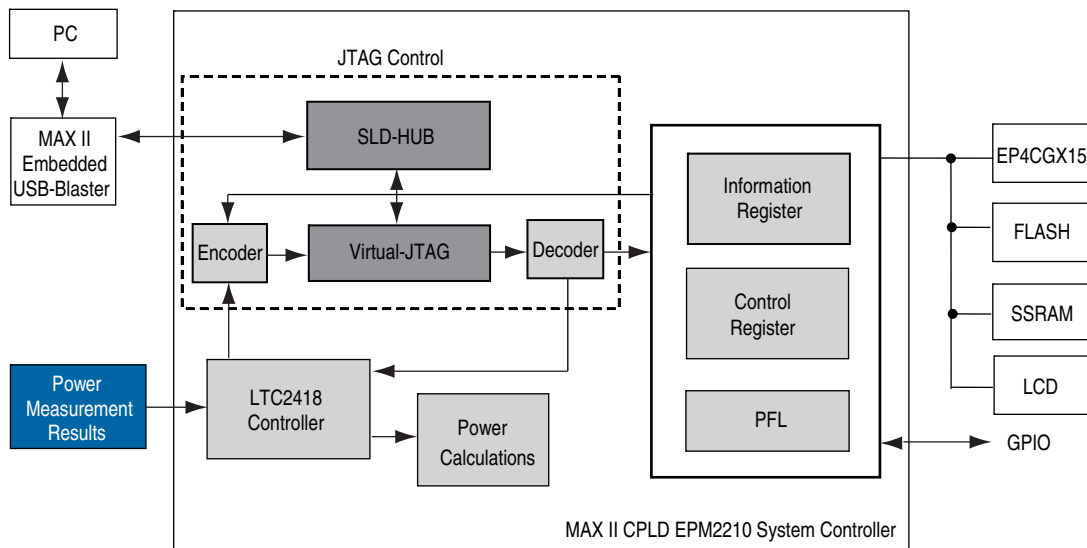 PC
JTAG Control
MAX II
Embedded
USB-Blaster
SLD-HUB
Encoder
Virtual-JTAG
Decoder
Information
Register
Control
Register
PFL
EP4CGX15
FLASH
SSRAM
LCD
GPIO
Power
Measurement
Results
LTC2418
Controller
Power
Calculations
MAX II CPLD EPM2210 System Controller